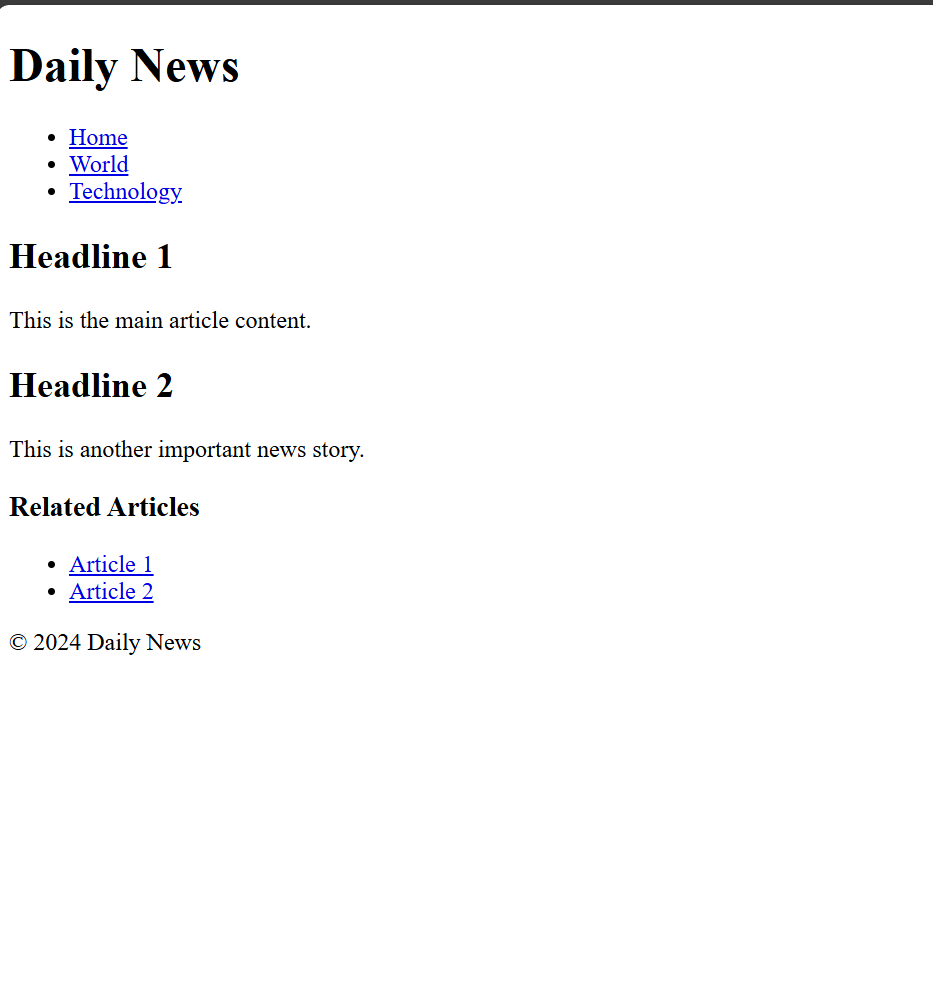 Daily News
Home
World
Technology
Headline 1
This is the main article content.
Headline 2
This is another important news story.
Related Articles
Article 1
Article 2
© 2024 Daily News